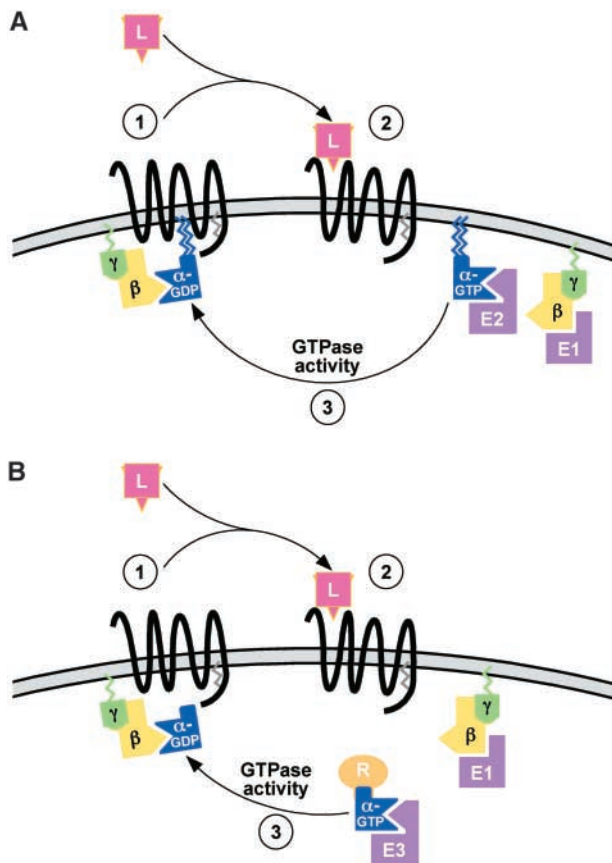 A
L
1
2
L
γ
β
α-
GDP
α-
GTP
E2
γ
β
E1
GTPase
activity
3
B
L
1
2
L
γ
β
α-
GDP
γ
β
E1
GTPase
activity
3
R
α-
GTP
E3